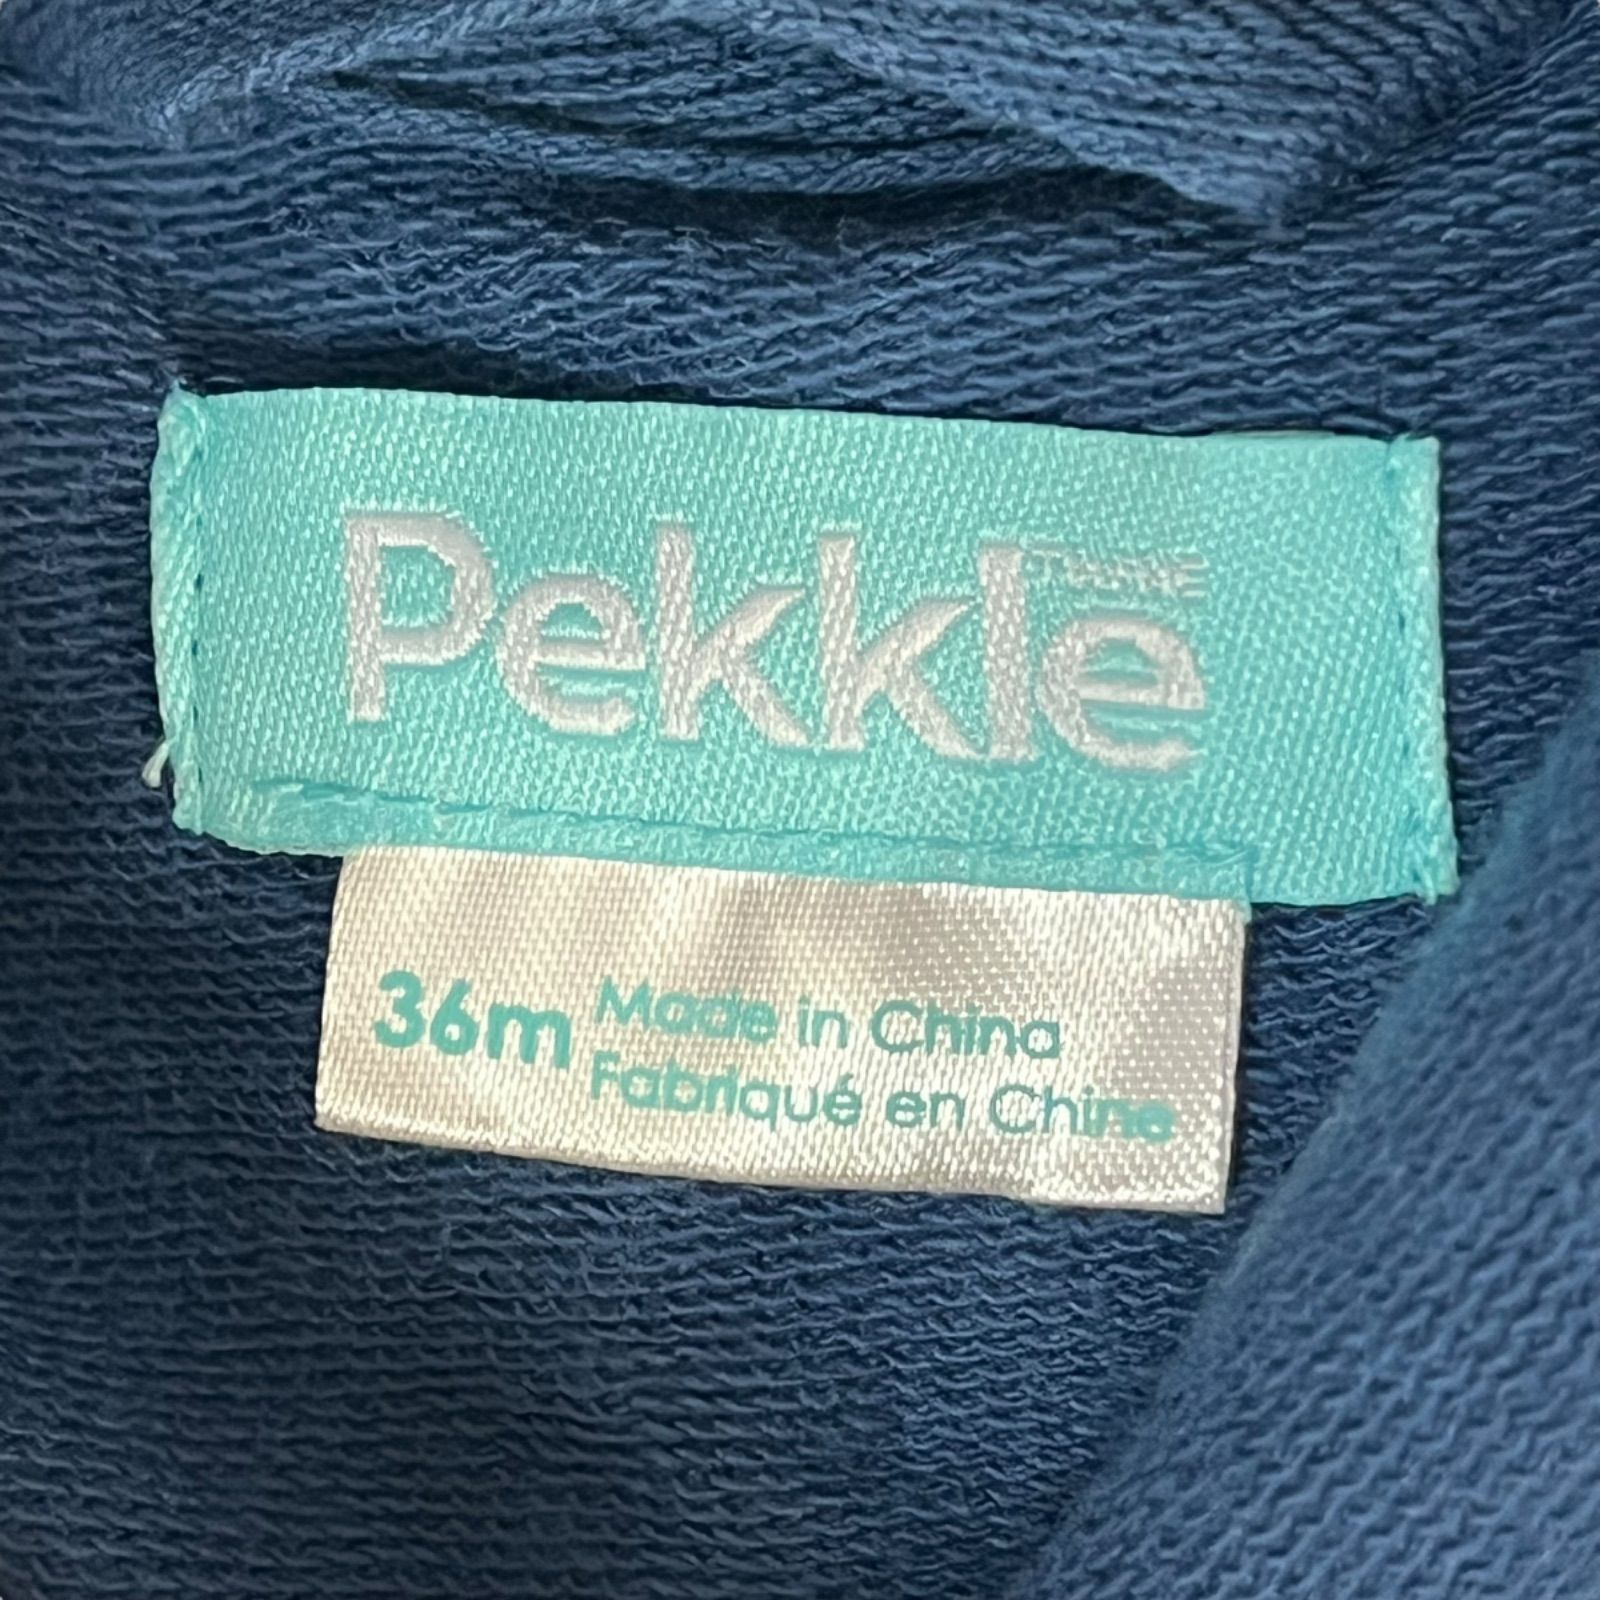 Pekkle
36m
Made in China
Fabriqué en Chine